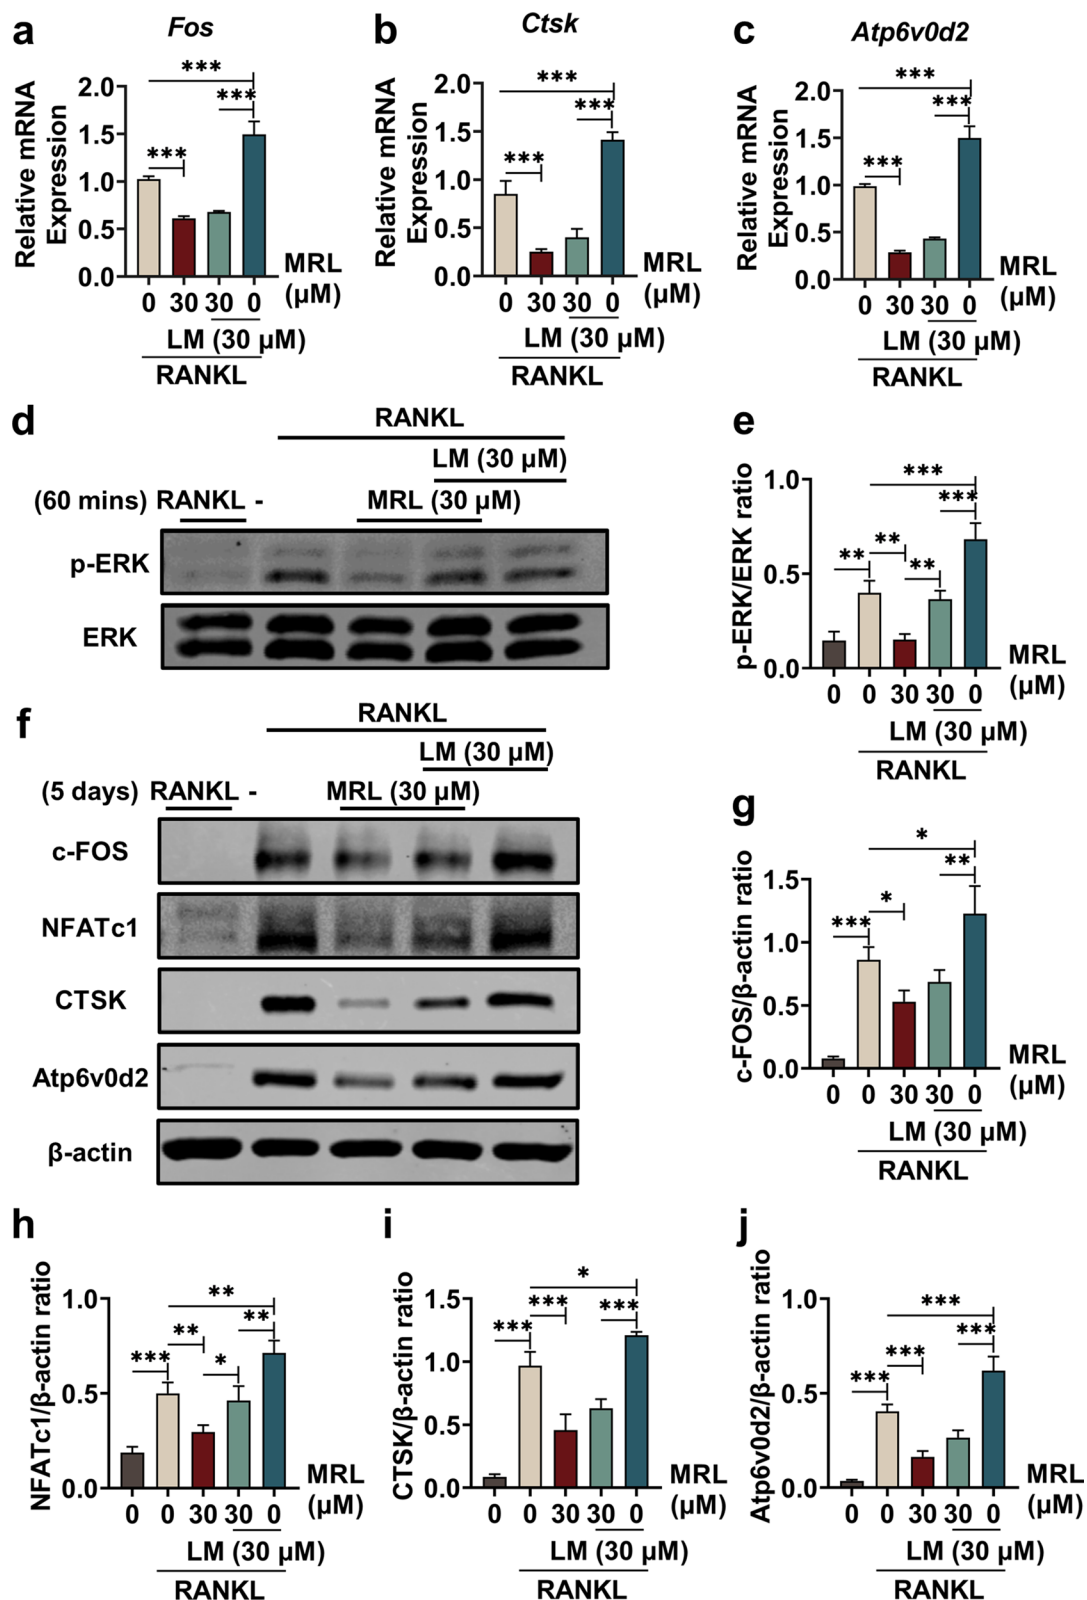 a
Fos
Relative mRNA
Expression
2.0
1.5
1.0
0.5
0.0
***
***
***
0 30 30 0
MRL
(µM)
LM (30 µM)
RANKL
b
Ctsk
Relative mRNA
Expression
2.0
1.5
1.0
0.5
0.0
***
***
***
0 30 30 0
MRL
(µM)
LM (30 µM)
RANKL
c
Atp6v0d2
Relative mRNA
Expression
2.0
1.5
1.0
0.5
0.0
***
***
***
0 30 30 0
MRL
(µM)
LM (30 µM)
RANKL
d
RANKL
LM (30 µM)
(60 mins) RANKL - MRL (30 µM)
p-ERK
ERK
e
p-ERK/ERK ratio
1.0
0.5
0.0
***
***
**
**
**
0 0 30 30 0
MRL
(µM)
LM (30 µM)
RANKL
f
RANKL
LM (30 µM)
(5 days) RANKL - MRL (30 µM)
c-FOS
NFATc1
CTSK
Atp6v0d2
β-actin
g
c-FOS/β-actin ratio
1.5
1.0
0.5
0.0
*
**
*
***
0 0 30 30 0
MRL
(µM)
LM (30 µM)
RANKL
h
NFATc1/β-actin ratio
1.0
0.5
0.0
**
**
**
*
***
0 0 30 30 0
MRL
(µM)
LM (30 µM)
RANKL
i
CTSK/β-actin ratio
1.5
1.0
0.5
0.0
*
***
***
***
0 0 30 30 0
MRL
(µM)
LM (30 µM)
RANKL
j
Atp6v0d2/β-actin ratio
1.0
0.5
0.0
***
***
***
***
0 0 30 30 0
MRL
(µM)
LM (30 µM)
RANKL